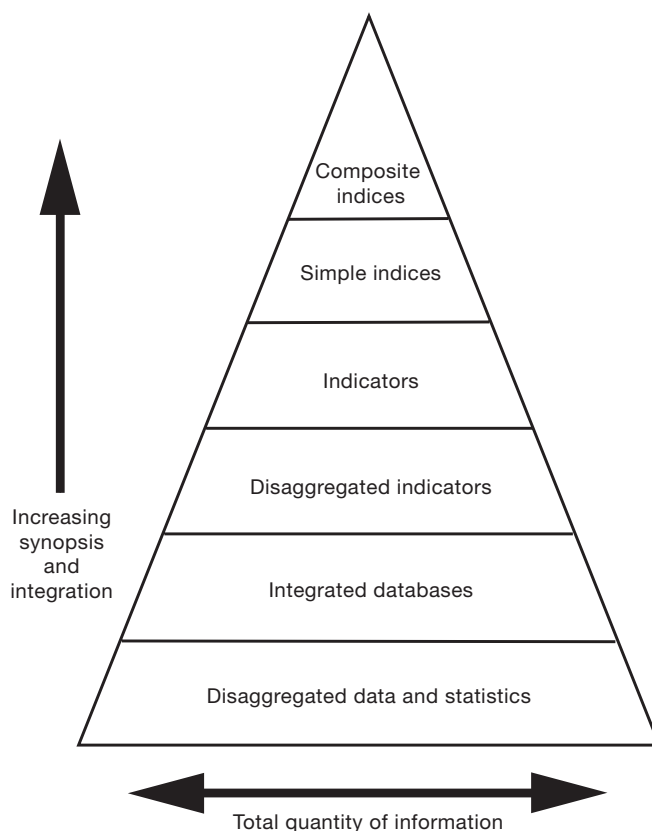 Composite
indices
Simple indices
Indicators
Disaggregated indicators
Integrated databases
Disaggregated data and statistics
Increasing
synopsis
and
integration
Total quantity of information